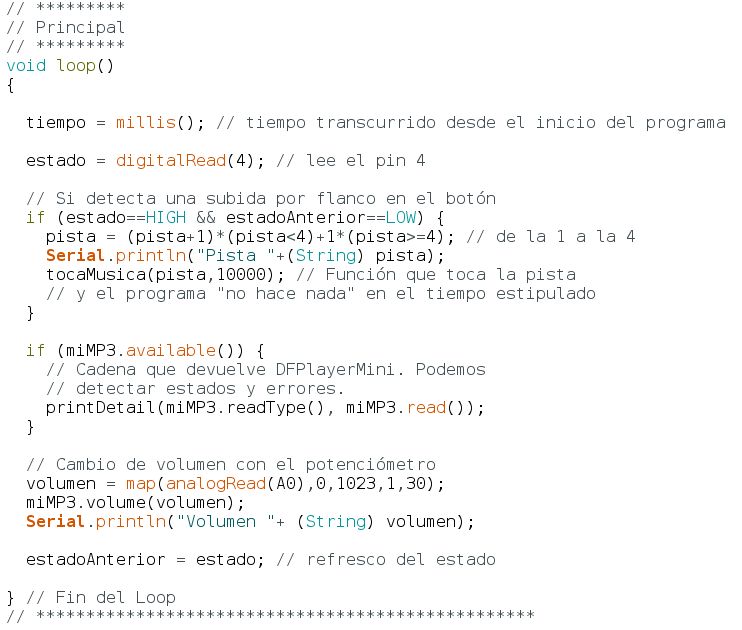 // *********
// Principal
// *********
void loop()
{
tiempo = millis(); // tiempo transcurrido desde el inicio del programa
estado = digitalRead(4); // lee el pin 4
// Si detecta una subida por flanco en el botón
if (estado==HIGH && estadoAnterior==LOW) {
pista = (pista+1)*(pista<4)+1*(pista>=4); // de la 1 a la 4
Serial.println("Pista "+(String) pista);
tocaMusica(pista,10000); // Función que toca la pista
// y el programa "no hace nada" en el tiempo estipulado
}
if (miMP3.available()) {
// Cadena que devuelve DFPlayerMini. Podemos
// detectar estados y errores.
printDetail(miMP3.readType(), miMP3.read());
}
// Cambio de volumen con el potenciómetro
volumen = map(analogRead(A0),0,1023,1,30);
miMP3.volume(volumen);
Serial.println("Volumen "+ (String) volumen);
estadoAnterior = estado; // refresco del estado
} // Fin del Loop
// **************************************************